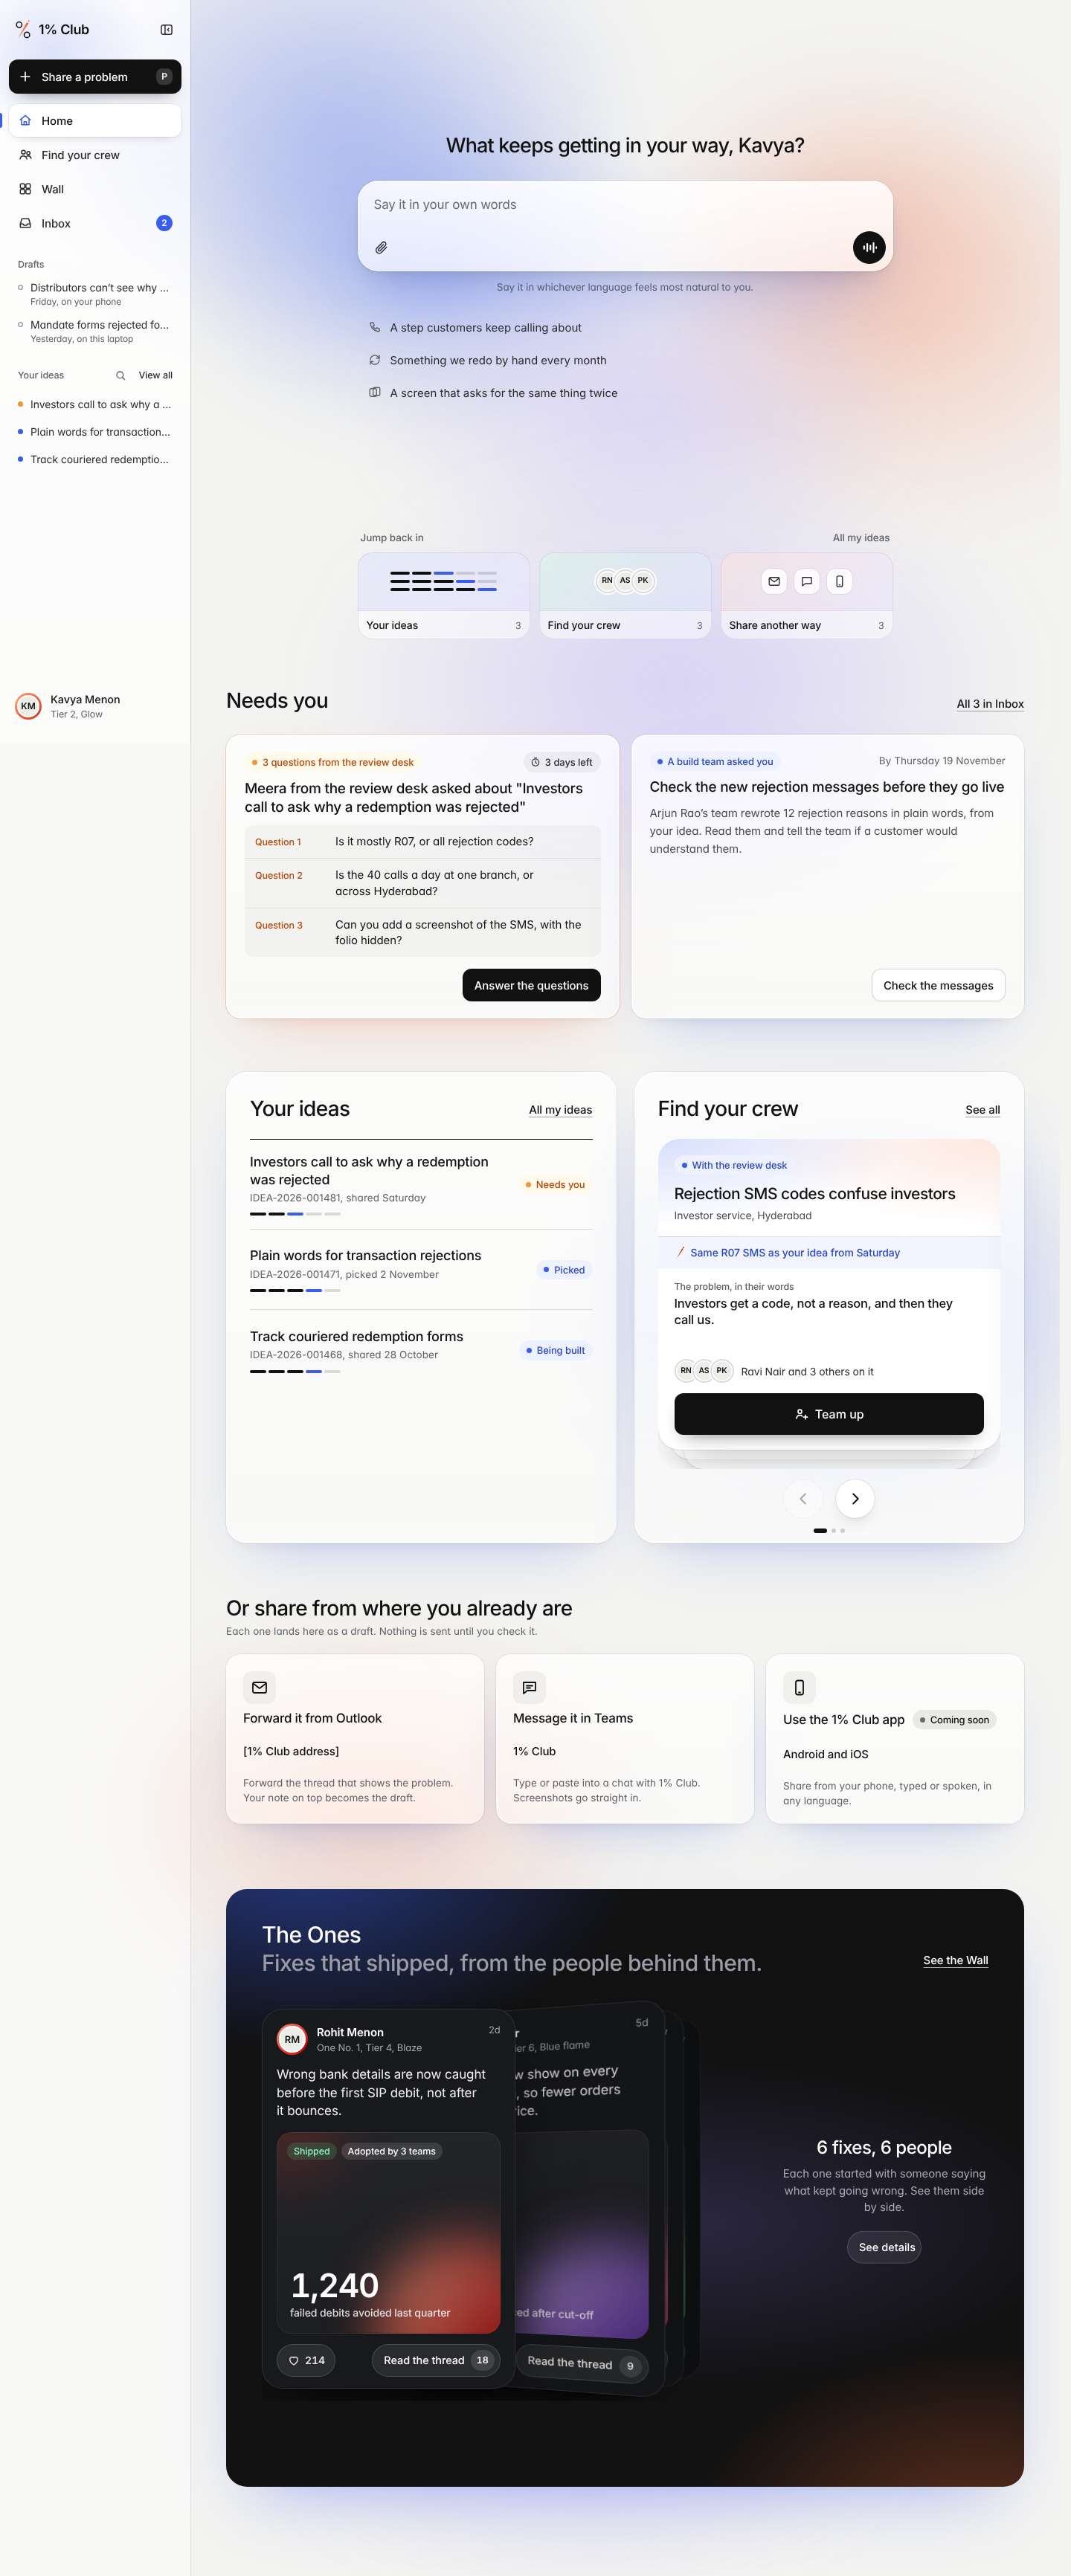 1% Club
Share a problem P
Home
Find your crew
Wall
Inbox 2
Drafts
Distributors can't see why ...
Friday, on your phone
Mandate forms rejected fo...
Yesterday, on this laptop
Your ideas View all
Investors call to ask why a ...
Plain words for transaction...
Track couriered redemptio...
KM
Kavya Menon
Tier 2, Glow
What keeps getting in your way, Kavya?
Say it in your own words
Say it in whichever language feels most natural to you.
A step customers keep calling about
Something we redo by hand every month
A screen that asks for the same thing twice
Jump back in All my ideas
RN AS PK
Your ideas 3
Find your crew 3
Share another way 3
Needs you All 3 in Inbox
3 questions from the review desk 3 days left
Meera from the review desk asked about "Investors
call to ask why a redemption was rejected"
Question 1 Is it mostly R07, or all rejection codes?
Question 2 Is the 40 calls a day at one branch, or
across Hyderabad?
Question 3 Can you add a screenshot of the SMS, with the
folio hidden?
Answer the questions
A build team asked you By Thursday 19 November
Check the new rejection messages before they go live
Arjun Rao's team rewrote 12 rejection reasons in plain words, from
your idea. Read them and tell the team if a customer would
understand them.
Check the messages
Your ideas All my ideas
Investors call to ask why a redemption
was rejected
IDEA-2026-001481, shared Saturday
Needs you
Plain words for transaction rejections
IDEA-2026-001471, picked 2 November
Picked
Track couriered redemption forms
IDEA-2026-001468, shared 28 October
Being built
Find your crew See all
With the review desk
Rejection SMS codes confuse investors
Investor service, Hyderabad
Same R07 SMS as your idea from Saturday
The problem, in their words
Investors get a code, not a reason, and then they
call us.
RN AS PK Ravi Nair and 3 others on it
Team up
Or share from where you already are
Each one lands here as a draft. Nothing is sent until you check it.
Forward it from Outlook
[1% Club address]
Forward the thread that shows the problem.
Your note on top becomes the draft.
Message it in Teams
1% Club
Type or paste into a chat with 1% Club.
Screenshots go straight in.
Use the 1% Club app Coming soon
Android and iOS
Share from your phone, typed or spoken, in
any language.
The Ones
Fixes that shipped, from the people behind them.
See the Wall
RM
Rohit Menon 2d
One No. 1, Tier 4, Blaze
Wrong bank details are now caught
before the first SIP debit, not after
it bounces.
Shipped Adopted by 3 teams
1,240
failed debits avoided last quarter
214 Read the thread 18
r 5d
ier 6, Blue flame
w show on every
, so fewer orders
rice.
ed after cut-off
Read the thread 9
6 fixes, 6 people
Each one started with someone saying
what kept going wrong. See them side
by side.
See details